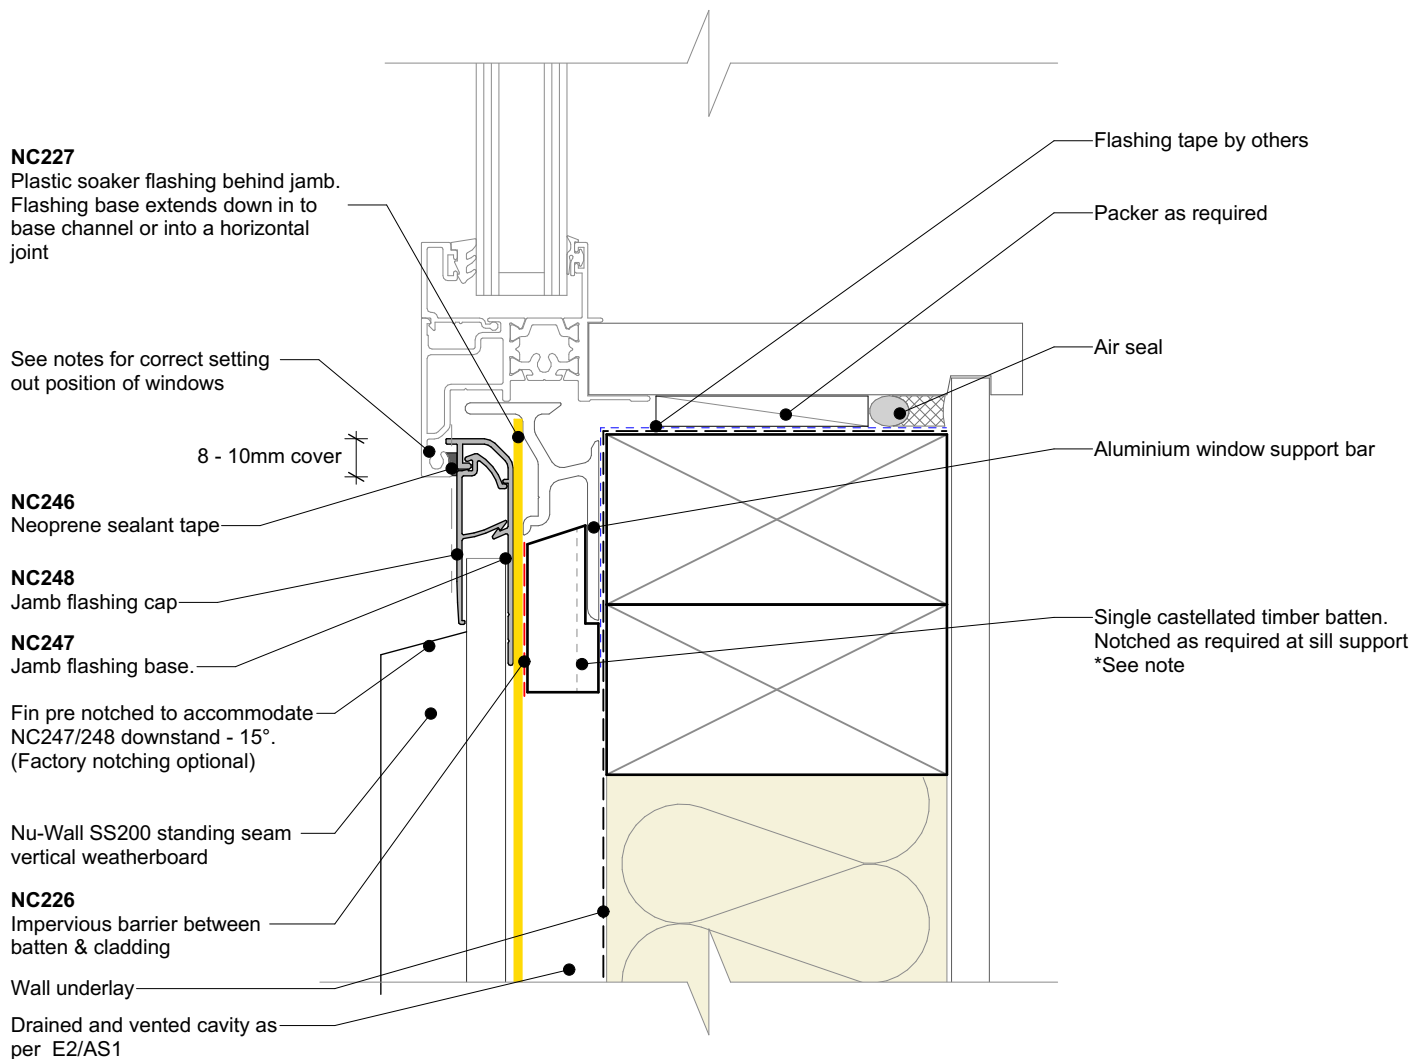 NC227
Plastic soaker flashing behind jamb.
Flashing base extends down in to
base channel or into a horizontal
joint
See notes for correct setting
out position of windows
8 - 10mm cover
NC246
Neoprene sealant tape
NC248
Jamb flashing cap
NC247
Jamb flashing base.
Fin pre notched to accommodate
NC247/248 downstand - 15°.
(Factory notching optional)
Nu-Wall SS200 standing seam
vertical weatherboard
NC226
Impervious barrier between
batten & cladding
Wall underlay
Drained and vented cavity as
per E2/AS1
Flashing tape by others
Packer as required
Air seal
Aluminium window support bar
Single castellated timber batten.
Notched as required at sill support
*See note